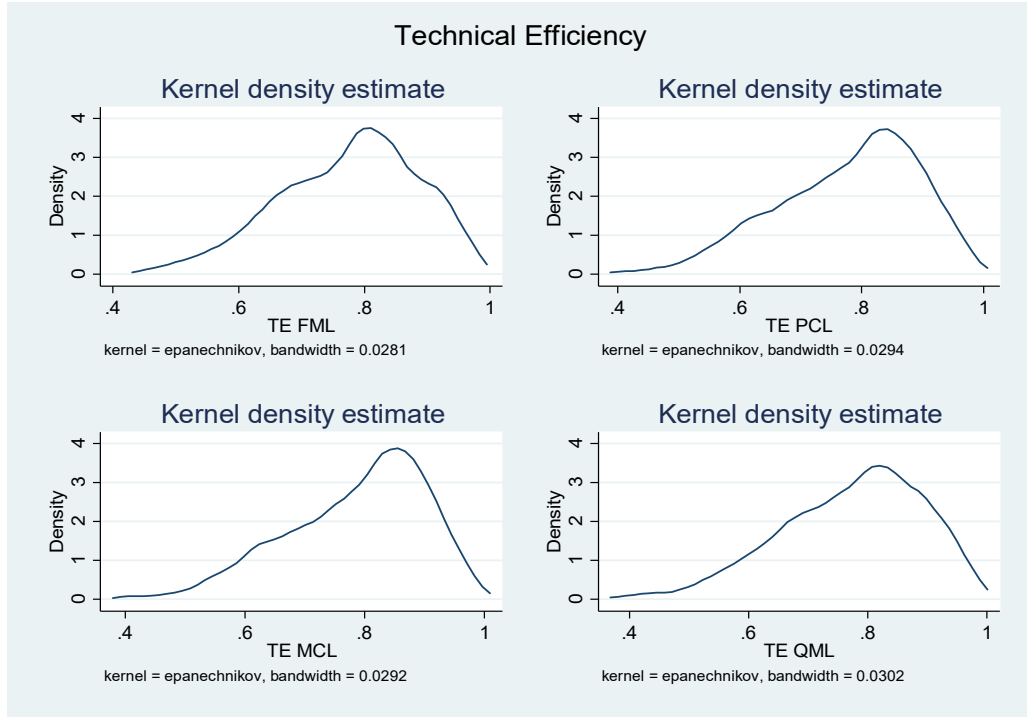 Technical Efficiency
Kernel density estimate
Density
0
1
2
3
4
.4
.6
.8
1
TE FML
kernel = epanechnikov, bandwidth = 0.0281
Kernel density estimate
Density
0
1
2
3
4
.4
.6
.8
1
TE PCL
kernel = epanechnikov, bandwidth = 0.0294
Kernel density estimate
Density
0
1
2
3
4
.4
.6
.8
1
TE MCL
kernel = epanechnikov, bandwidth = 0.0292
Kernel density estimate
Density
0
1
2
3
4
.4
.6
.8
1
TE QML
kernel = epanechnikov, bandwidth = 0.0302